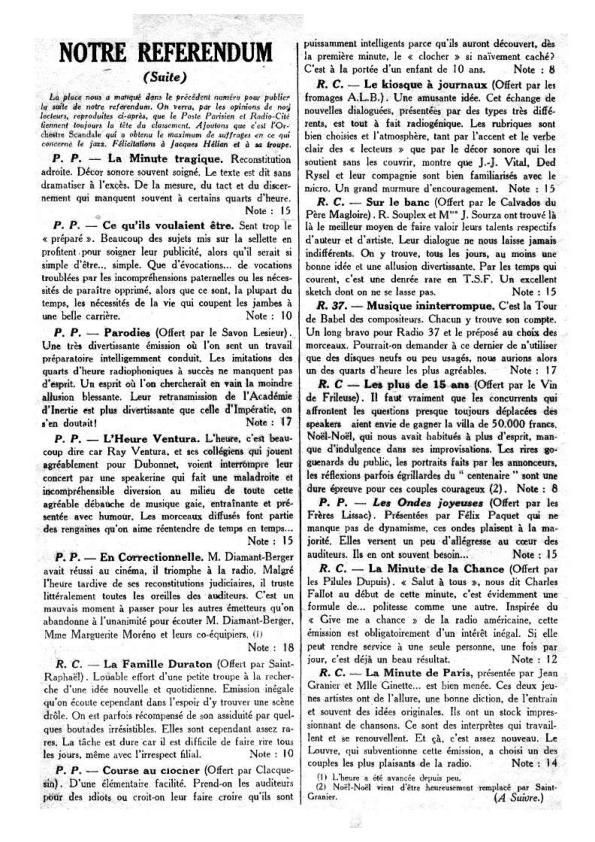 NOTRE REFERENDUM
(Suite)
La place nous a manqué dans le précédent numéro pour publier
la suite de notre referendum. On verra, par les opinions de nos
lecteurs, reproduites ci-après, que le Poste Parisien et Radio-Cité
tiennent toujours la tête du classement. Ajoutons que c'est l'Or-
chestre Scandale qui a obtenu le maximum de suffrages en ce qui
concerne le jazz. Félicitations à Jacques Hélian et à sa troupe.
P. P. — La Minute tragique. Reconstitution
adroite. Décor sonore souvent soigné. Le texte est dit sans
dramatiser à l'excès. De la mesure, du tact et du discer-
nement qui manquent souvent à certains quarts d'heure.
Note : 15
P. P. — Ce qu'ils voulaient être. Sent trop le
« préparé ». Beaucoup des sujets mis sur la sellette en
profitent pour soigner leur publicité, alors qu'il serait si
simple d'être... simple. Que d'évocations... de vocations
troublées par les incompréhensions paternelles ou les néces-
sités de paraître opprimé, alors que ce sont, la plupart du
temps, les nécessités de la vie qui coupent les jambes à
une belle carrière. Note : 10
P. P. — Parodies (Offert par le Savon Lesieur).
Une très divertissante émission où l'on sent un travail
préparatoire intelligemment conduit. Les imitations des
quarts d'heure radiophoniques à succès ne manquent pas
d'esprit. Un esprit où l'on chercherait en vain la moindre
allusion blessante. Leur retransmission de l'Académie
d'Inertie est plus divertissante que celle d'Impératie, on
s'en doutait! Note : 17
P. P. — L'Heure Ventura. L'heure, c'est beau-
coup dire car Ray Ventura, et ses collégiens qui jouent
agréablement pour Dubonnet, voient interrompre leur
concert par une speakerine qui fait une maladroite et
incompréhensible diversion au milieu de toute cette
agréable débauche de musique gaie, entraînante et pré-
sentée avec humour. Les morceaux diffusés font partie
des rengaines qu'on aime réentendre de temps en temps...
Note : 15
P. P. — En Correctionnelle. M. Diamant-Berger
avait réussi au cinéma, il triomphe à la radio. Malgré
l'heure tardive de ses reconstitutions judiciaires, il truste
littéralement toutes les oreilles des auditeurs. C'est un
mauvais moment à passer pour les autres émetteurs qu'on
abandonne à l'unanimité pour écouter M. Diamant-Berger,
Mme Marguerite Moréno et leurs co-équipiers. (1)
Note : 18
R. C. — La Famille Duraton (Offert par Saint-
Raphaël). Louable effort d'une petite troupe à la recher-
che d'une idée nouvelle et quotidienne. Emission inégale
qu'on écoute cependant dans l'espoir d'y trouver une scène
drôle. On est parfois récompensé de son assiduité par quel-
ques boutades irrésistibles. Elles sont cependant assez ra-
res. La tâche est dure car il est difficile de faire rire tous
les jours, même avec l'irrespect filial. Note : 10
P. P. — Course au clocher (Offert par Clacque-
sin). D'une élémentaire facilité. Prend-on les auditeurs
pour des idiots ou croit-on leur faire croire qu'ils sont
puissamment intelligents parce qu'ils auront découvert, dès
la première minute, le « clocher » si naïvement caché?
C'est à la portée d'un enfant de 10 ans. Note : 8
R. C. — Le kiosque à journaux (Offert par les
fromages A.L.B.). Une amusante idée. Cet échange de
nouvelles dialoguées, présentées par des types très diffé-
rents, est tout à fait radiogénique. Les rubriques sont
bien choisies et l'atmosphère, tant par l'accent et le verbe
clair des « lecteurs » que par le décor sonore qui les
soutient sans les couvrir, montre que J.-J. Vital, Ded
Rysel et leur compagnie sont bien familiarisés avec le
micro. Un grand murmure d'encouragement. Note : 15
R. C. — Sur le banc (Offert par le Calvados du
Père Magloire). R. Souplex et Mme J. Sourza ont trouvé là
là le meilleur moyen de faire valoir leurs talents respectifs
d'auteur et d'artiste. Leur dialogue ne nous laisse jamais
indifférents. On y trouve, tous les jours, au moins une
bonne idée et une allusion divertissante. Par les temps qui
courent, c'est une denrée rare en T.S.F. Un excellent
sketch dont on ne se lasse pas. Note : 15
R. 37. — Musique ininterrompue. C'est la Tour
de Babel des compositeurs. Chacun y trouve son compte.
Un long bravo pour Radio 37 et le préposé au choix des
morceaux. Pourrait-on demander à ce dernier de n'utiliser
que des disques neufs ou peu usagés, nous aurions alors
un des quarts d'heure les plus agréables. Note : 17
R. C — Les plus de 15 ans (Offert par le Vin
de Frileuse). Il faut vraiment que les concurrents qui
affrontent les questions presque toujours déplacées des
speakers aient envie de gagner la villa de 50.000 francs.
Noël-Noël, qui nous avait habitués à plus d'esprit, man-
que d'indulgence dans ses improvisations. Les rires go-
guenards du public, les portraits faits par les annonceurs,
les réflexions parfois égrillardes du " centenaire " sont une
dure épreuve pour ces couples courageux (2). Note : 8
P. P. — Les Ondes joyeuses (Offert par les
Frères Lissac). Présentées par Félix Paquet qui ne
manque pas de dynamisme, ces ondes plaisent à la ma-
jorité. Elles versent un peu d'allégresse au cœur des
auditeurs. Ils en ont souvent besoin... Note : 15
R. C. — La Minute de la Chance (Offert par
les Pilules Dupuis). « Salut à tous », nous dit Charles
Fallot au début de cette minute, c'est évidemment une
formule de... politesse comme une autre. Inspirée du
« Give me a chance » de la radio américaine, cette
émission est obligatoirement d'un intérêt inégal. Si elle
peut rendre service à une seule personne, une fois par
jour, c'est déjà un beau résultat. Note : 12
R. C. — La Minute de Paris, présentée par Jean
Granier et Mlle Ginette... est bien menée. Ces deux jeu-
nes artistes ont de l'allure, une bonne diction, de l'entrain
et souvent des idées originales. Ils ont un stock impres-
sionnant de chansons. Ce sont des interprètes qui travail-
lent et se renouvellent. Et çà, c'est assez nouveau. Le
Louvre, qui subventionne cette émission, a choisi un des
couples les plus plaisants de la radio. Note : 14
(1) L'heure a été avancée depuis peu.
(2) Noël-Noël vient d'être heureusement remplacé par Saint-
Granier. (A Suivre.)